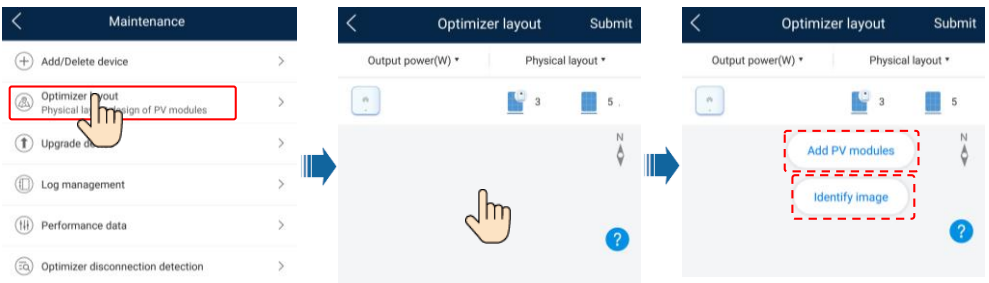 Maintenance
Add/Delete device
Optimizer layout
Physical layout design of PV modules
Upgrade
Log management
Performance data
Optimizer disconnection detection
Optimizer layout Submit
Output power(W) Physical layout
3 5
N
?
Optimizer layout Submit
Output power(W) Physical layout
3 5
N
Add PV modules
Identify image
?